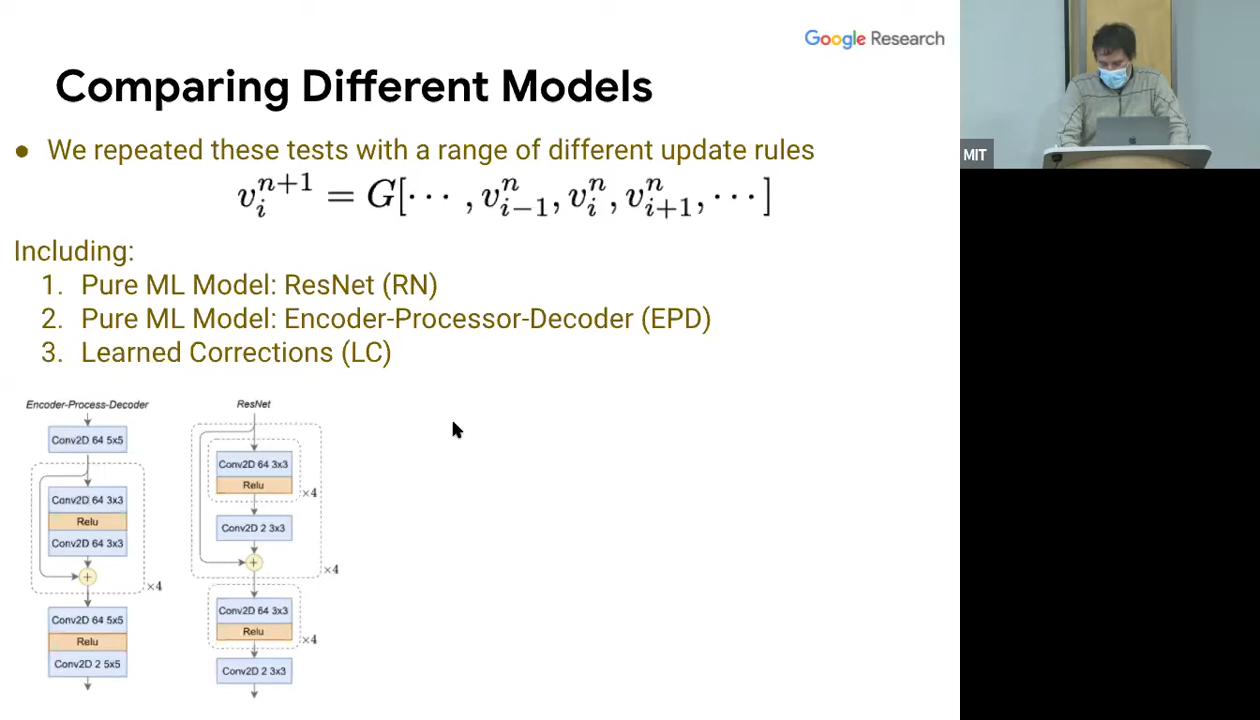 Google Research
Comparing Different Models
● We repeated these tests with a range of different update rules
v_i^{n+1} = G[⋯ , v_{i−1}^n, v_i^n, v_{i+1}^n, ⋯]
Including:
1. Pure ML Model: ResNet (RN)
2. Pure ML Model: Encoder-Processor-Decoder (EPD)
3. Learned Corrections (LC)
Encoder-Process-Decoder
Conv2D 64 5x5
Conv2D 64 3x3
Relu
Conv2D 64 3x3
+
×4
Conv2D 64 5x5
Relu
Conv2D 2 5x5
ResNet
Conv2D 64 3x3
Relu
×4
Conv2D 2 3x3
+
×4
Conv2D 64 3x3
Relu
×4
Conv2D 2 3x3
MIT